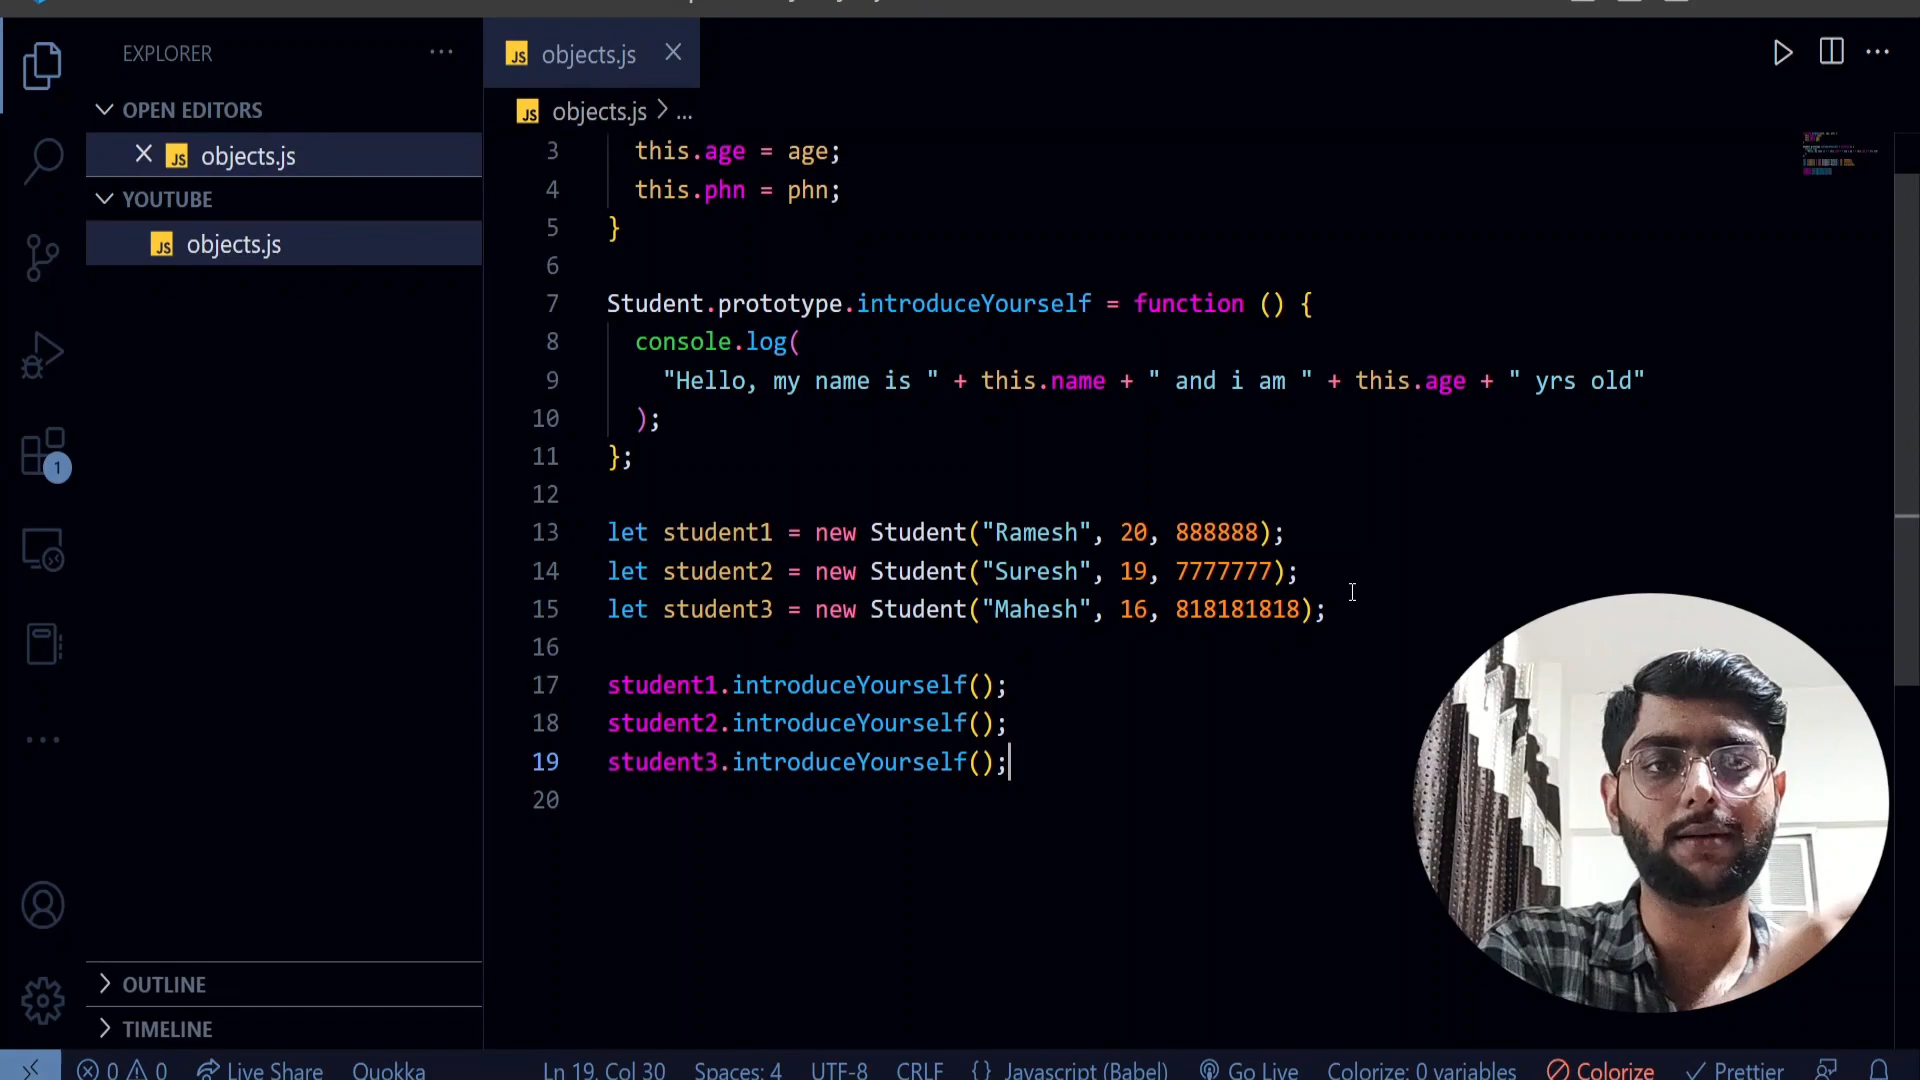 EXPLORER
OPEN EDITORS
objects.js
YOUTUBE
objects.js
OUTLINE
TIMELINE
objects.js
objects.js > ...
3 this.age = age;
4 this.phn = phn;
5 }
6
7 Student.prototype.introduceYourself = function () {
8 console.log(
9 "Hello, my name is " + this.name + " and i am " + this.age + " yrs old"
10 );
11 };
12
13 let student1 = new Student("Ramesh", 20, 888888);
14 let student2 = new Student("Suresh", 19, 7777777);
15 let student3 = new Student("Mahesh", 16, 818181818);
16
17 student1.introduceYourself();
18 student2.introduceYourself();
19 student3.introduceYourself();
20
1
0 0 Live Share Quokka Ln 19, Col 30 Spaces: 4 UTF-8 CRLF {} Javascript (Babel) Go Live Colorize: 0 variables Colorize Prettier